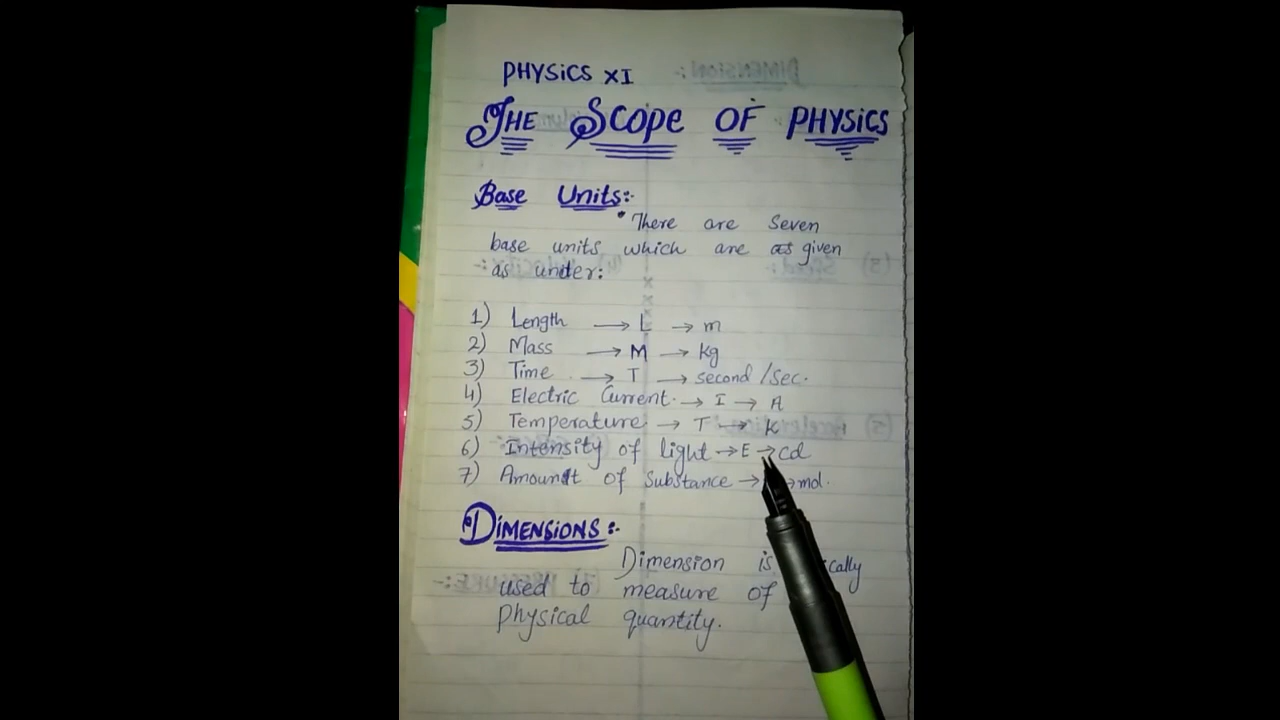 PHYSICS XI
THE SCOPE OF PHYSICS
Base Units:-
There are seven
base units which are as given
as under:
1) Length → L → m
2) Mass → M → kg
3) Time → T → second / sec.
4) Electric Current → I → A
5) Temperature → T → K
6) Intensity of light → E → cd
7) Amount of Substance → → mol.
DIMENSIONS:-
Dimension is
used to measure of
physical quantity.